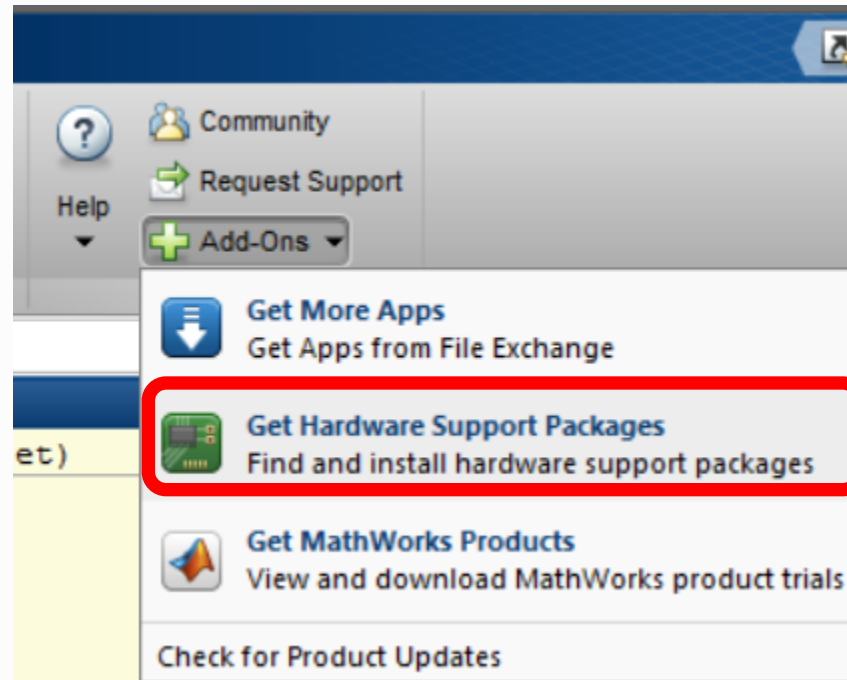 Community
Request Support
Help
Add-Ons
Get More Apps
Get Apps from File Exchange
Get Hardware Support Packages
et)
Find and install hardware support packages
Get MathWorks Products
View and download MathWorks product trials
Check for Product Updates